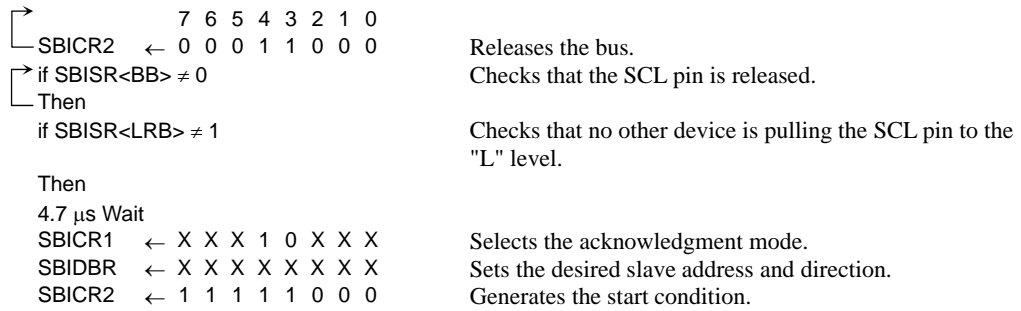 7 6 5 4 3 2 1 0
SBICR2 ← 0 0 0 1 1 0 0 0 Releases the bus.
if SBISR<BB> ≠ 0 Checks that the SCL pin is released.
Then
if SBISR<LRB> ≠ 1 Checks that no other device is pulling the SCL pin to the
"L" level.
Then
4.7 μs Wait
SBICR1 ← X X X 1 0 X X X Selects the acknowledgment mode.
SBIDBR ← X X X X X X X X Sets the desired slave address and direction.
SBICR2 ← 1 1 1 1 1 0 0 0 Generates the start condition.